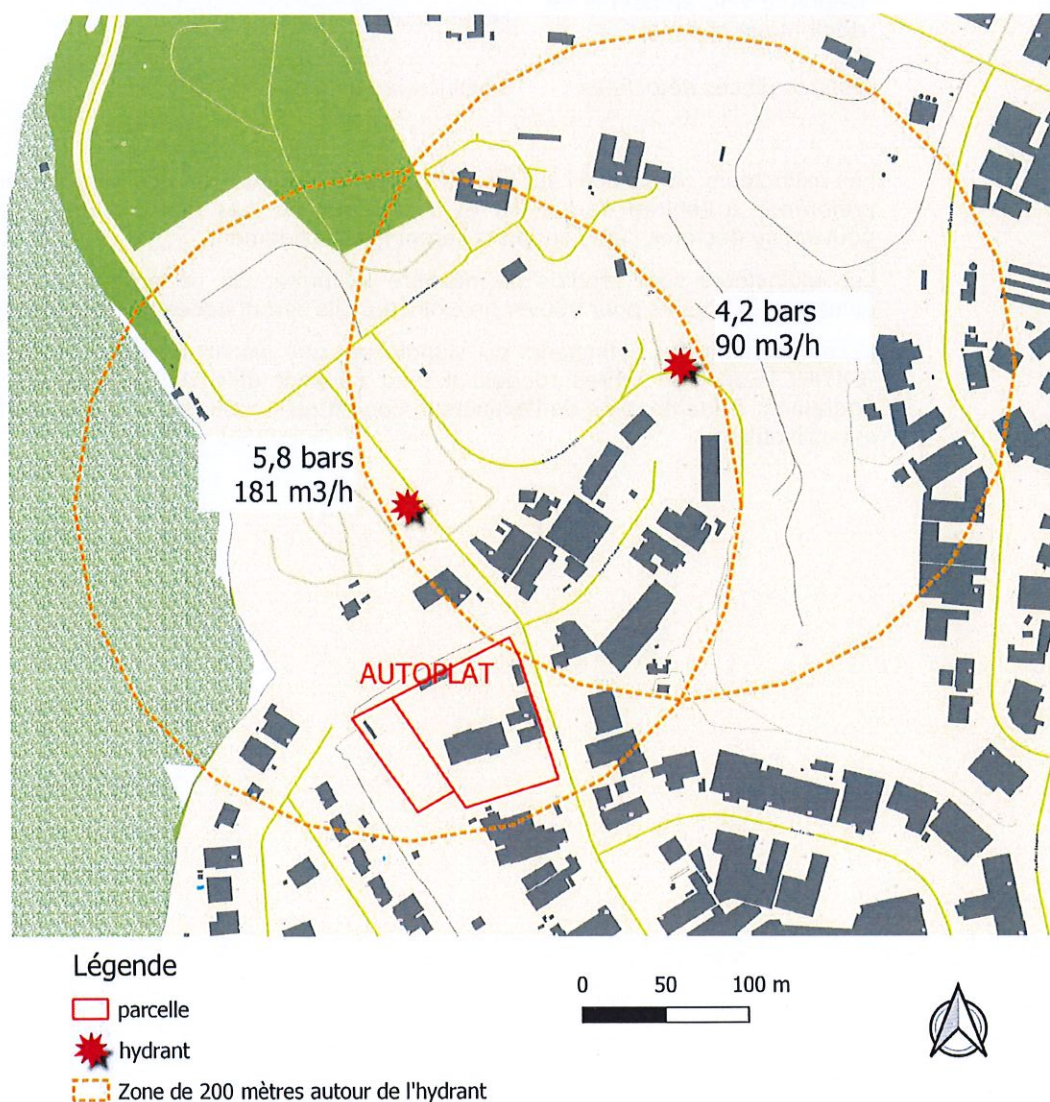 4,2 bars
90 m3/h
5,8 bars
181 m3/h
AUTOPLAT
Légende
parcelle
hydrant
Zone de 200 mètres autour de l'hydrant
0 50 100 m